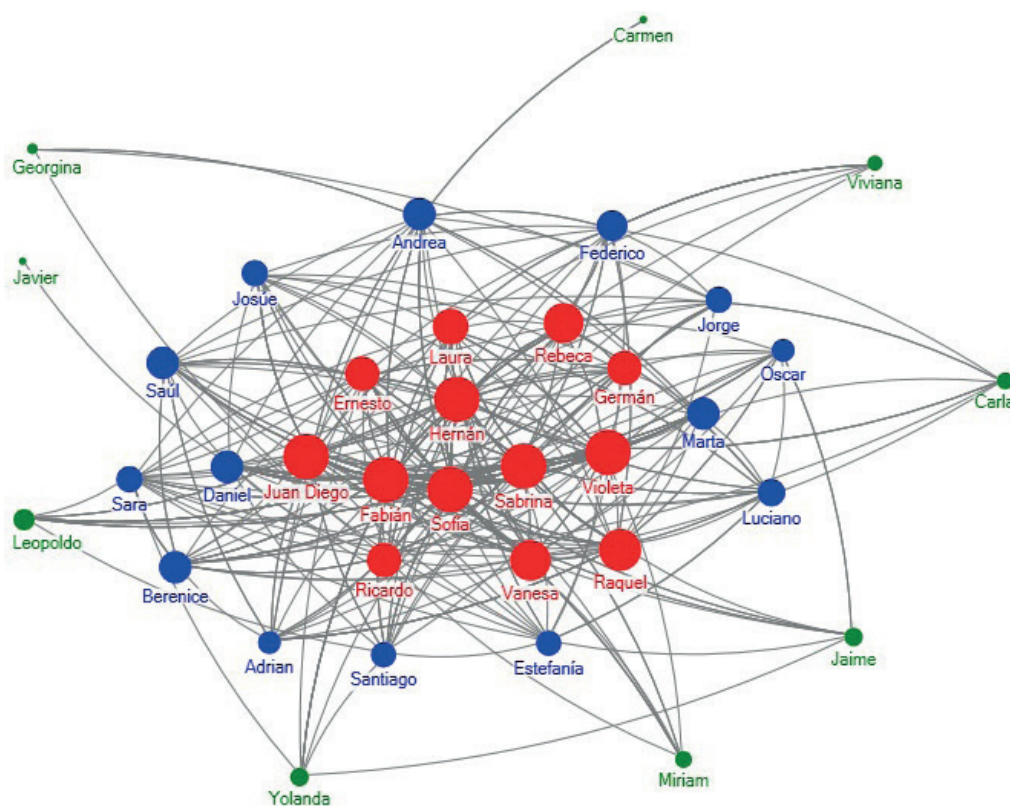 Carmen
Georgina
Viviana
Andrea
Federico
Javier
Josue
Jorge
Laura
Rebeca
Oscar
Saúl
Ernesto
Germán
Carla
Hernán
Marta
Sara
Daniel
Juan Diego
Fabián
Sofia
Sabrina
Violeta
Luciano
Leopoldo
Berenice
Ricardo
Vanesa
Raquel
Adrian
Santiago
Estefanía
Jaime
Yolanda
Miriam